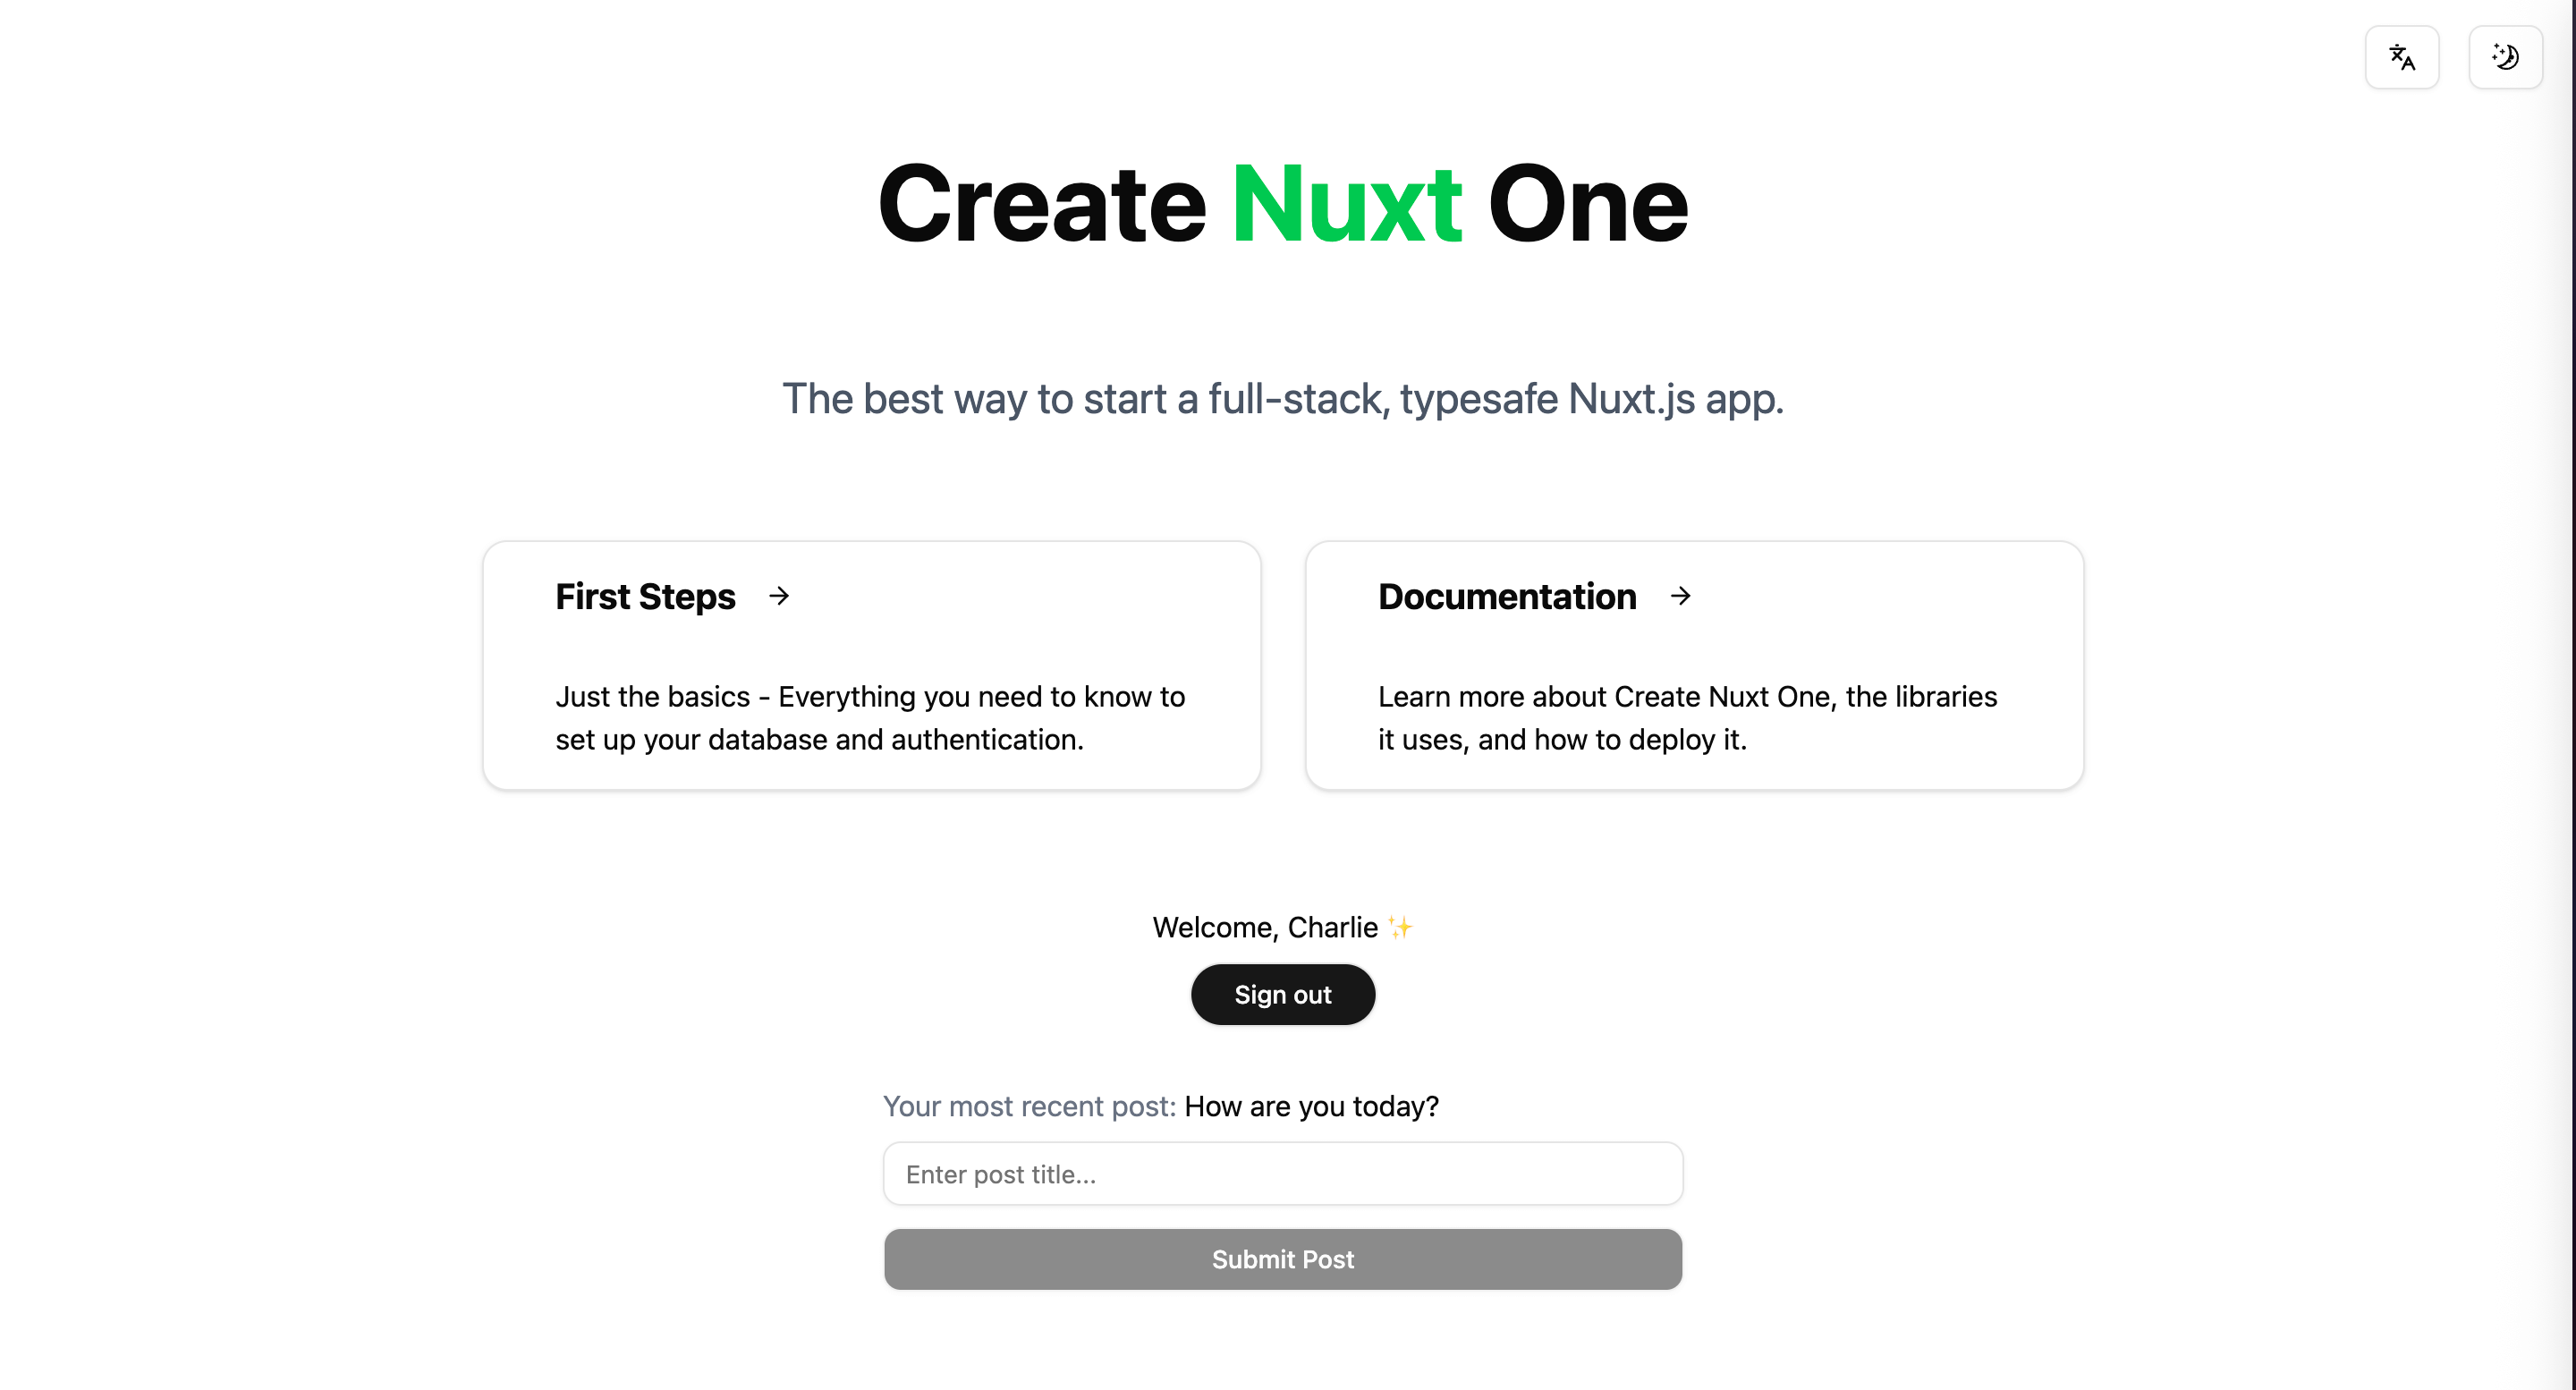 Create Nuxt One
The best way to start a full-stack, typesafe Nuxt.js app.
First Steps →
Just the basics - Everything you need to know to
set up your database and authentication.
Documentation →
Learn more about Create Nuxt One, the libraries
it uses, and how to deploy it.
Welcome, Charlie ✨
Sign out
Your most recent post: How are you today?
Enter post title...
Submit Post